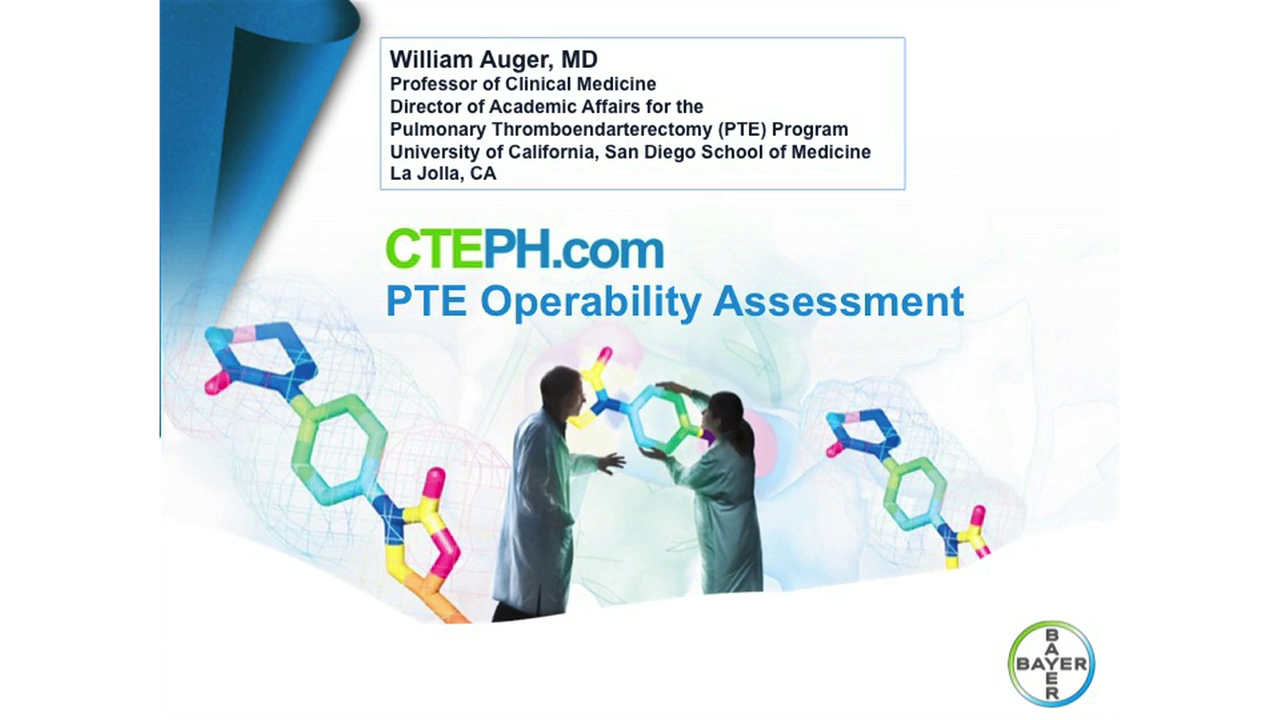 William Auger, MD
Professor of Clinical Medicine
Director of Academic Affairs for the
Pulmonary Thromboendarterectomy (PTE) Program
University of California, San Diego School of Medicine
La Jolla, CA
CTEPH.com
PTE Operability Assessment
BAYER
BAYER